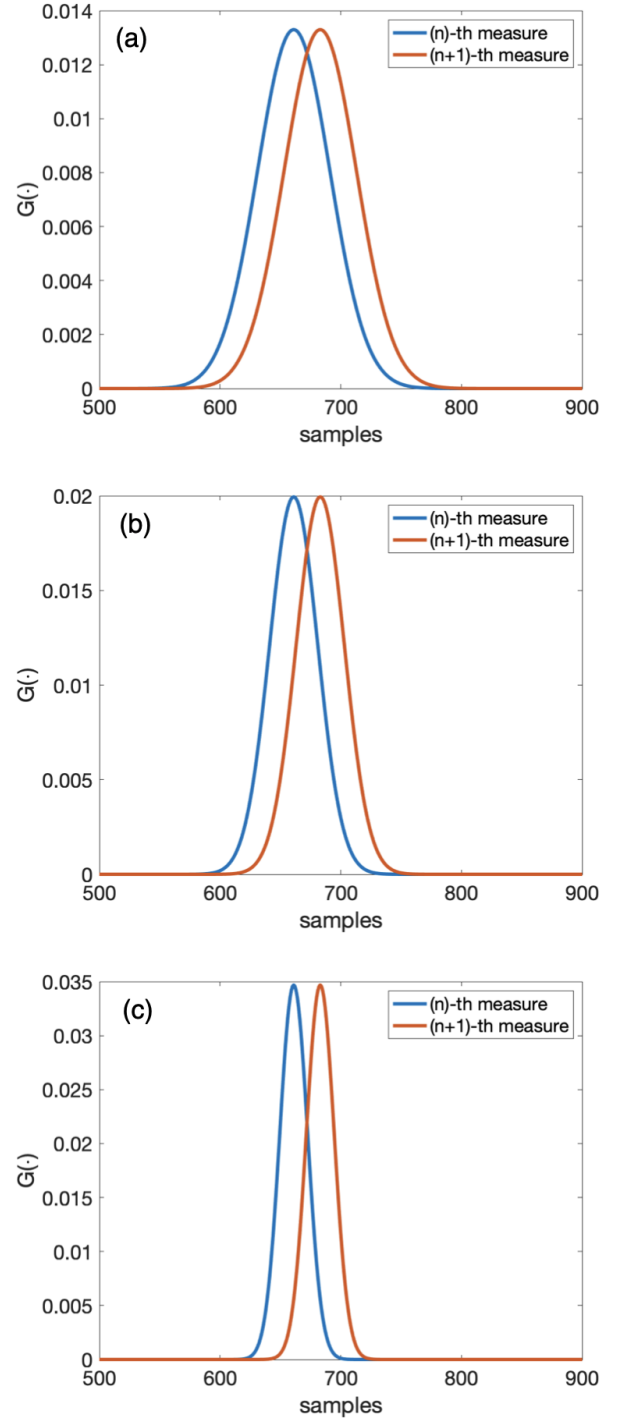 (a)
(n)-th measure
(n+1)-th measure
0.014
0.012
0.01
0.008
0.006
0.004
0.002
0
G(·)
500 600 700 800 900
samples
(b)
(n)-th measure
(n+1)-th measure
0.02
0.015
0.01
0.005
0
G(·)
500 600 700 800 900
samples
(c)
(n)-th measure
(n+1)-th measure
0.035
0.03
0.025
0.02
0.015
0.01
0.005
0
G(·)
500 600 700 800 900
samples